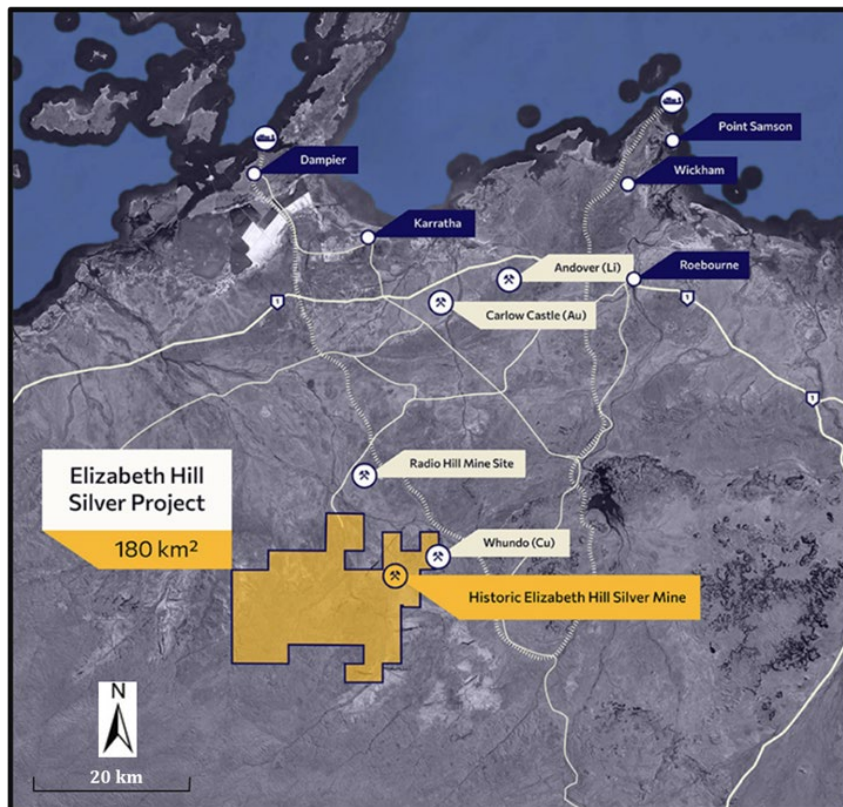 Point Samson
Dampier
Wickham
Karratha
Andover (Li)
Roebourne
1
1
Carlow Castle (Au)
1
Elizabeth Hill
Silver Project
180 km²
Radio Hill Mine Site
Whundo (Cu)
Historic Elizabeth Hill Silver Mine
N
20 km